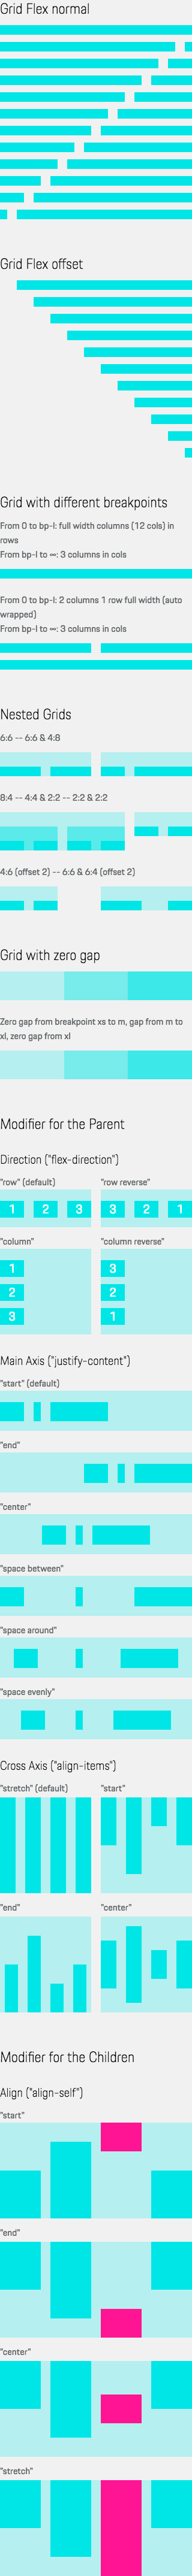 Grid Flex normal
Grid Flex offset
Grid with different breakpoints
From 0 to bp-l: full width columns (12 cols) in
rows
From bp-l to ∞: 3 columns in cols
From 0 to bp-l: 2 columns 1 row full width (auto
wrapped)
From bp-l to ∞: 3 columns in cols
Nested Grids
6:6 -- 6:6 & 4:8
8:4 -- 4:4 & 2:2 -- 2:2 & 2:2
4:6 (offset 2) -- 6:6 & 6:4 (offset 2)
Grid with zero gap
Zero gap from breakpoint xs to m, gap from m to
xl, zero gap from xl
Modifier for the Parent
Direction ("flex-direction")
"row" (default)
1 2 3
"row reverse"
3 2 1
"column"
1
2
3
"column reverse"
3
2
1
Main Axis ("justify-content")
"start" (default)
"end"
"center"
"space between"
"space around"
"space evenly"
Cross Axis ("align-items")
"stretch" (default)
"start"
"end"
"center"
Modifier for the Children
Align ("align-self")
"start"
"end"
"center"
"stretch"